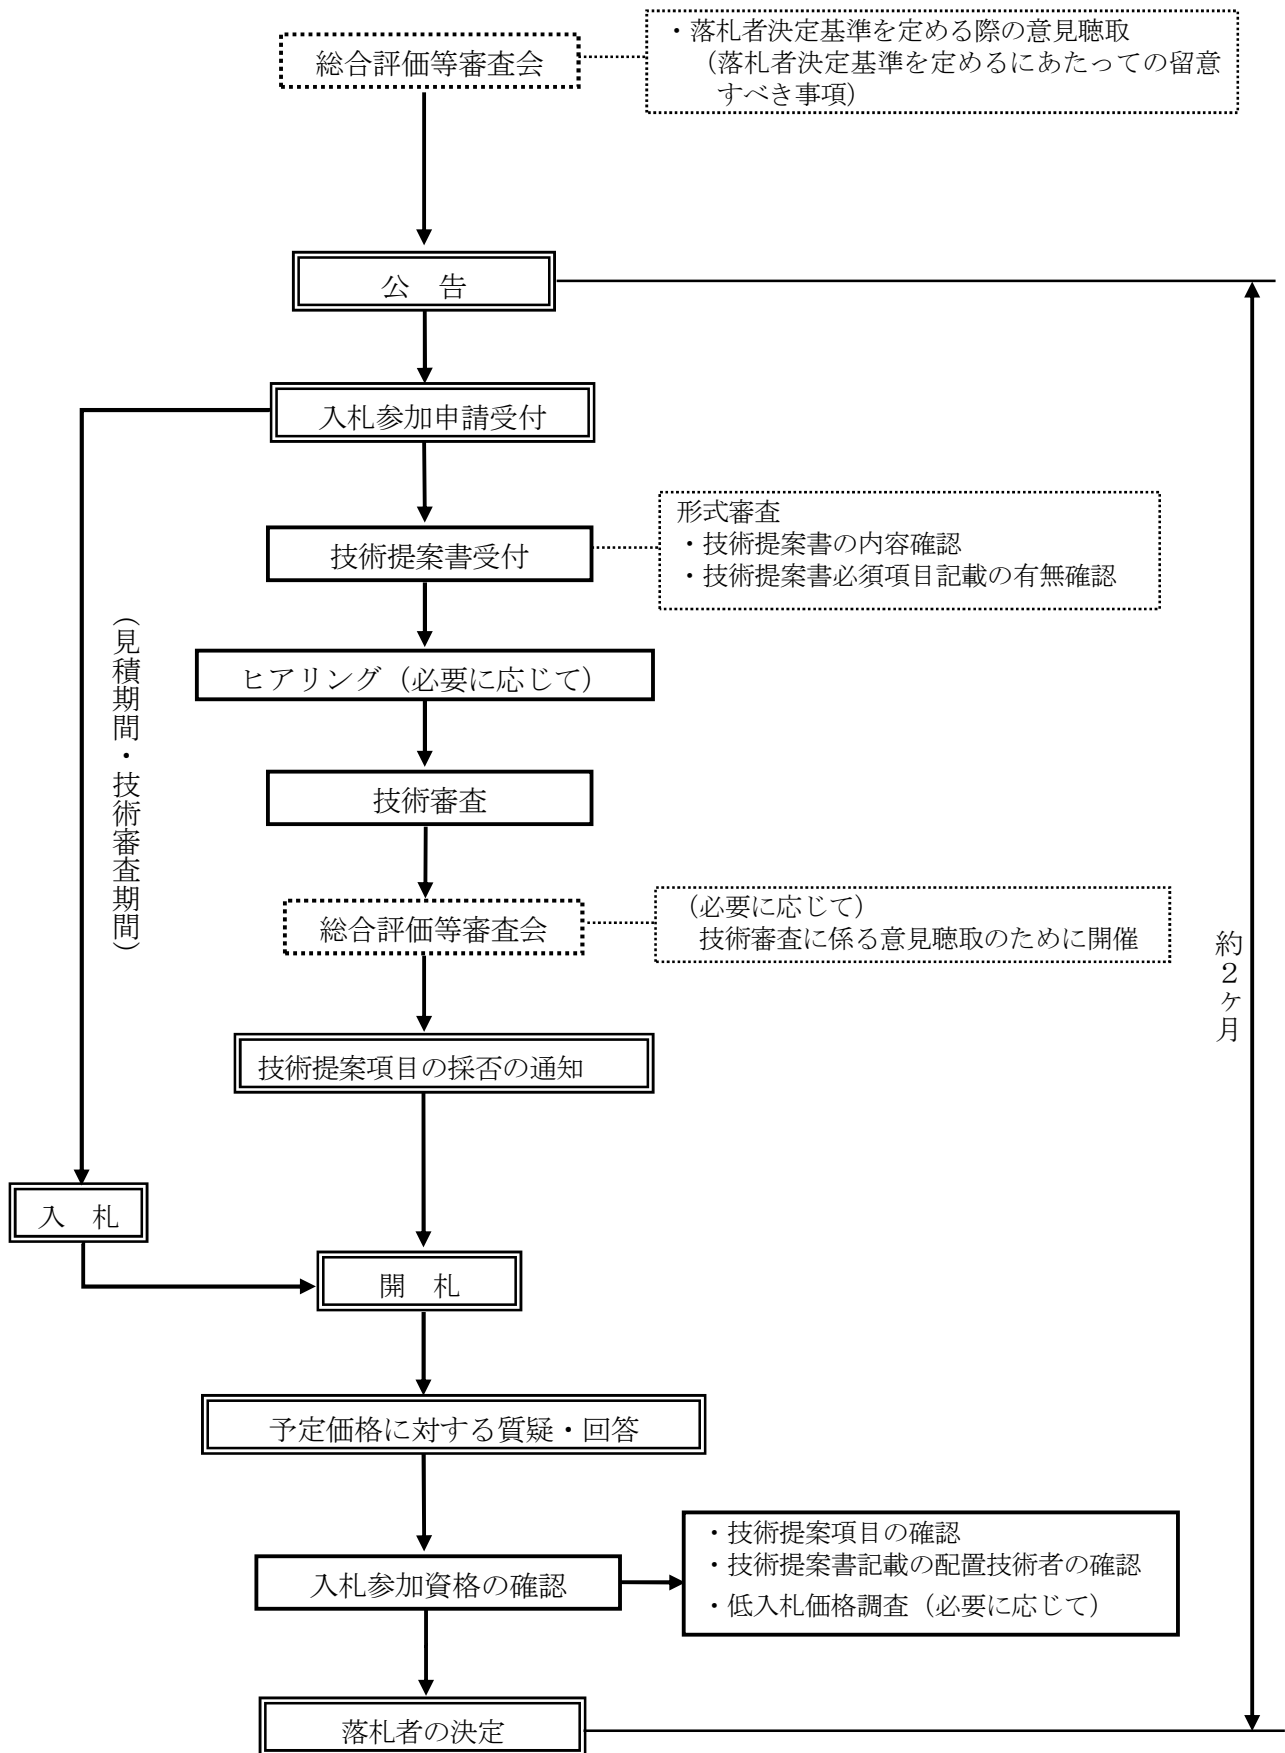 総合評価等審査会
・落札者決定基準を定める際の意見聴取
（落札者決定基準を定めるにあたっての留意
すべき事項）
公　告
入札参加申請受付
技術提案書受付
形式審査
・技術提案書の内容確認
・技術提案書必須項目記載の有無確認
（見積期間・技術審査期間）
ヒアリング（必要に応じて）
技術審査
総合評価等審査会
（必要に応じて）
技術審査に係る意見聴取のために開催
約２ヶ月
技術提案項目の採否の通知
入　札
開　札
予定価格に対する質疑・回答
入札参加資格の確認
・技術提案項目の確認
・技術提案書記載の配置技術者の確認
・低入札価格調査（必要に応じて）
落札者の決定